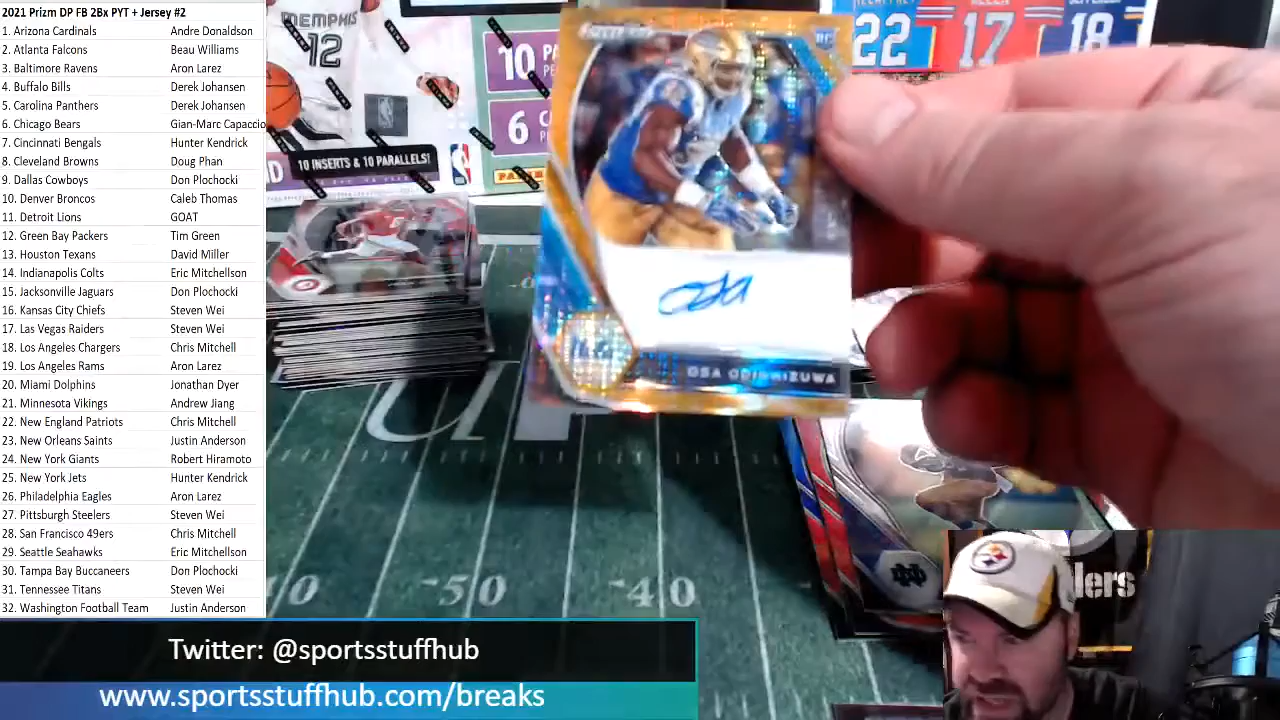 2021 Prizm DP FB 2Bx PYT + Jersey #2
1. Arizona Cardinals Andre Donaldson
2. Atlanta Falcons Beau Williams
3. Baltimore Ravens Aron Larez
4. Buffalo Bills Derek Johansen
5. Carolina Panthers Derek Johansen
6. Chicago Bears Gian-Marc Capaccio
7. Cincinnati Bengals Hunter Kendrick
8. Cleveland Browns Doug Phan
9. Dallas Cowboys Don Plochocki
10. Denver Broncos Caleb Thomas
11. Detroit Lions GOAT
12. Green Bay Packers Tim Green
13. Houston Texans David Miller
14. Indianapolis Colts Eric Mitchellson
15. Jacksonville Jaguars Don Plochocki
16. Kansas City Chiefs Steven Wei
17. Las Vegas Raiders Steven Wei
18. Los Angeles Chargers Chris Mitchell
19. Los Angeles Rams Aron Larez
20. Miami Dolphins Jonathan Dyer
21. Minnesota Vikings Andrew Jiang
22. New England Patriots Chris Mitchell
23. New Orleans Saints Justin Anderson
24. New York Giants Robert Hiramoto
25. New York Jets Hunter Kendrick
26. Philadelphia Eagles Aron Larez
27. Pittsburgh Steelers Steven Wei
28. San Francisco 49ers Chris Mitchell
29. Seattle Seahawks Eric Mitchellson
30. Tampa Bay Buccaneers Don Plochocki
31. Tennessee Titans Steven Wei
32. Washington Football Team Justin Anderson
MEMPHIS
12
10
6
10 INSERTS & 10 PARALLELS!
PANINI
22 17 18
OSA ODIGHIZUWA
50 40
Twitter: @sportsstuffhub
www.sportsstuffhub.com/breaks